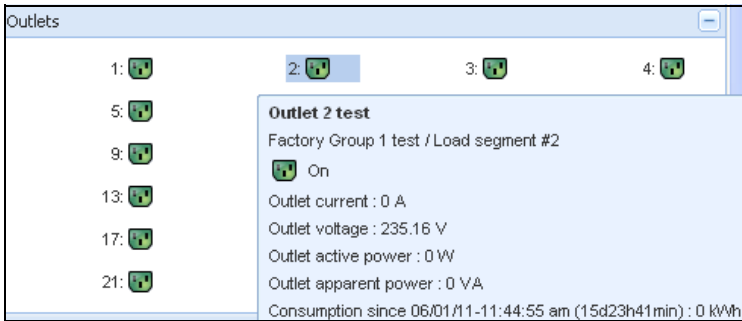 Outlets
1: 2: 3: 4:
5:
9:
13:
17:
21:
Outlet 2 test
Factory Group 1 test / Load segment #2
On
Outlet current : 0 A
Outlet voltage : 235.16 V
Outlet active power : 0 W
Outlet apparent power : 0 VA
Consumption since 06/01/11-11:44:55 am (15d23h41min) : 0 kWh